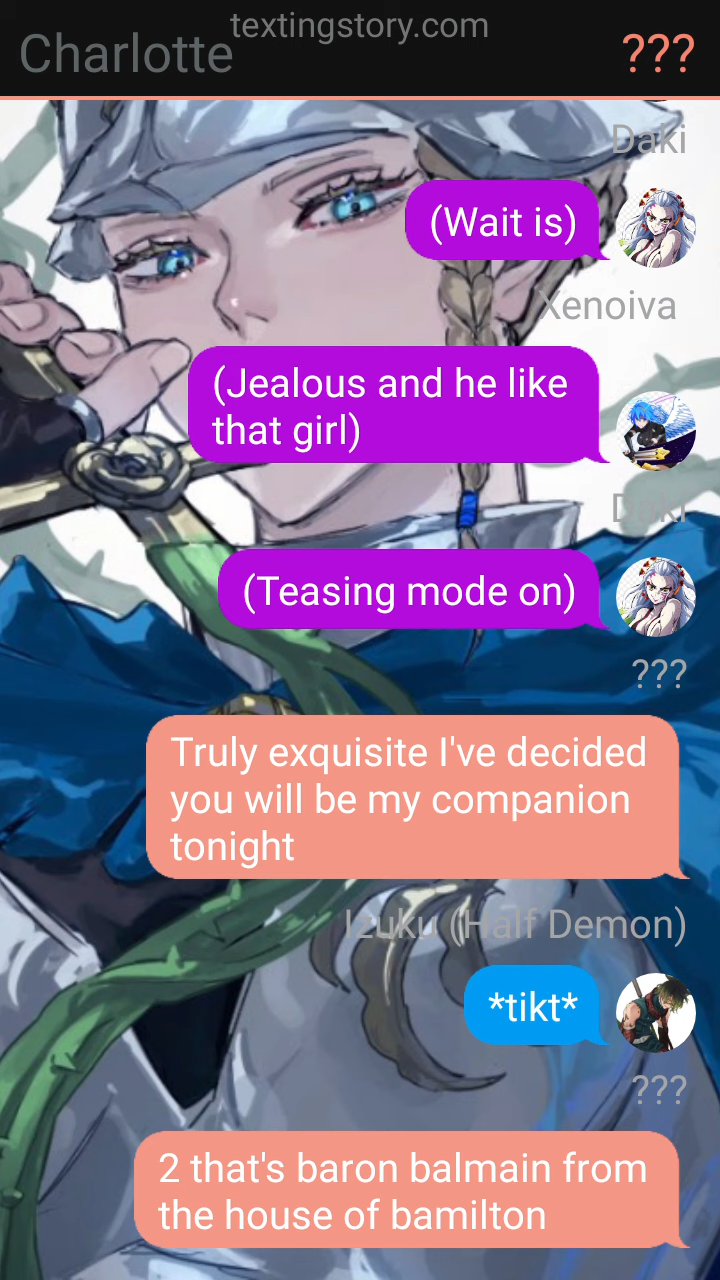 textingstory.com
Charlotte
???
Daki
(Wait is)
Xenoiva
(Jealous and he like
that girl)
Daki
(Teasing mode on)
???
Truly exquisite I've decided
you will be my companion
tonight
Izuku (Half Demon)
*tikt*
???
2 that's baron balmain from
the house of bamilton